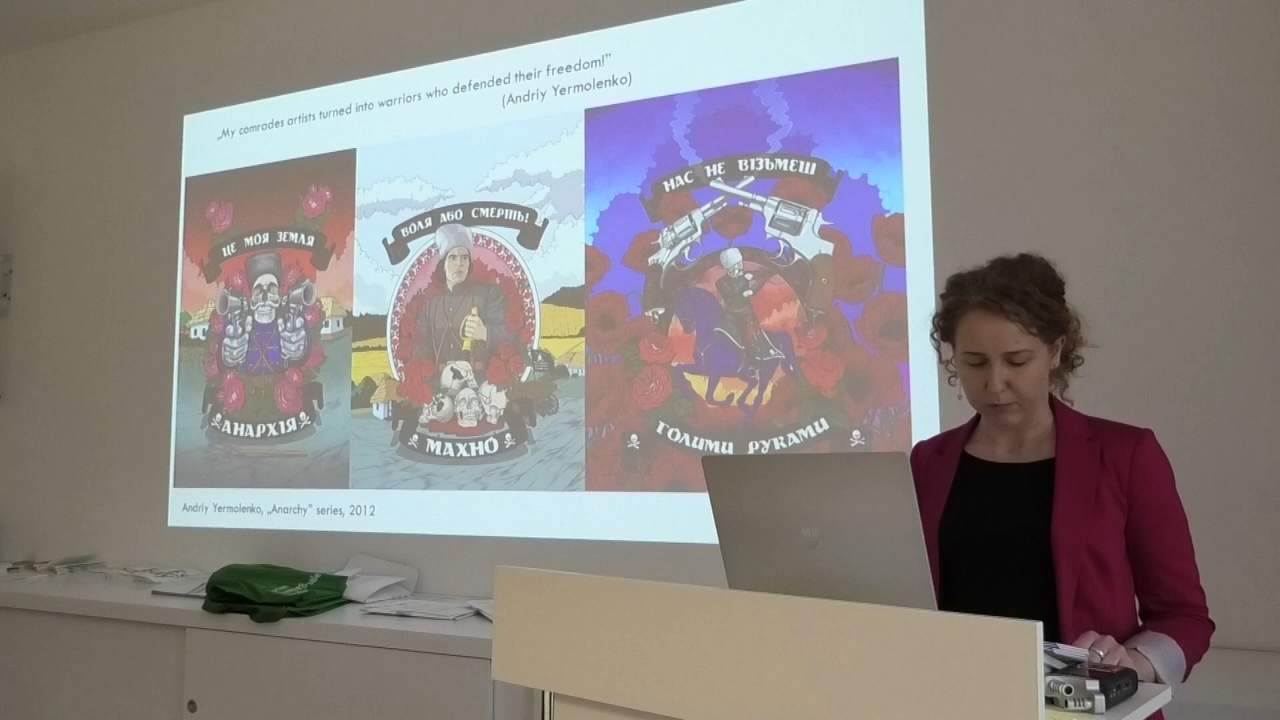 „My comrades artists turned into warriors who defended their freedom!”
(Andriy Yermolenko)
ЦЕ МОЯ ЗЕМЛЯ
АНАРХІЯ
ВОЛЯ АБО СМЕРТЬ!
МАХНО
НАС НЕ ВІЗЬМЕШ
ГОЛИМИ РУКАМИ
Andriy Yermolenko, „Anarchy” series, 2012